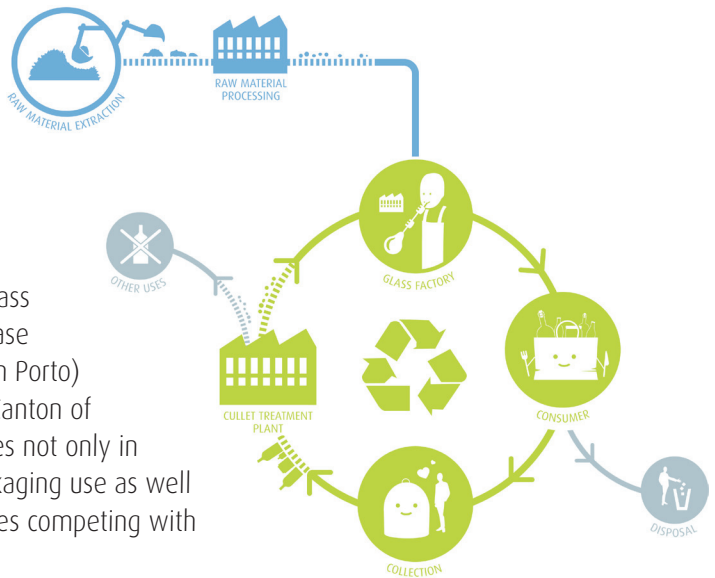 RAW MATERIAL EXTRACTION
RAW MATERIAL
PROCESSING
GLASS FACTORY
OTHER USES
CONSUMER
CULLET TREATMENT
PLANT
COLLECTION
DISPOSAL
ass
ase
n Porto)
anton of
es not only in
kaging use as well
es competing with